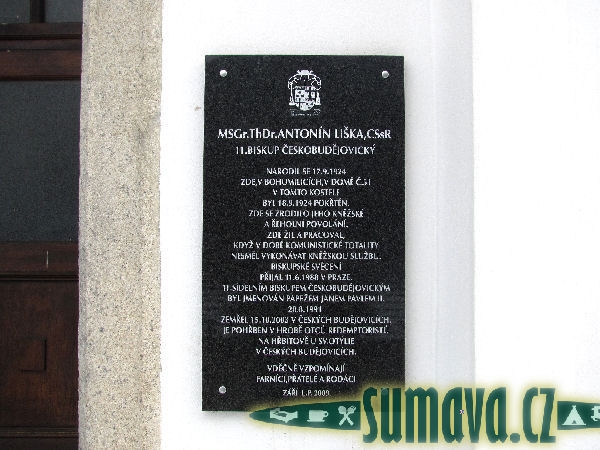 MSGr.ThDr.ANTONÍN LIŠKA,CSsR
11.BISKUP ČESKOBUDĚJOVICKÝ
NARODIL SE 17.9.1924
ZDE,V BOHUMILICÍCH,V DOMĚ Č.51
V TOMTO KOSTELE
BYL 18.9.1924 POKŘTĚN.
ZDE SE ZRODILO JEHO KNĚŽSKÉ
A ŘEHOLNÍ POVOLÁNÍ.
ZDE ŽIL A PRACOVAL,
KDYŽ V DOBĚ KOMUNISTICKÉ TOTALITY
NESMĚL VYKONÁVAT KNĚŽSKOU SLUŽBU.
BISKUPSKÉ SVĚCENÍ
PŘIJAL 11.6.1988 V PRAZE.
11.SÍDELNÍM BISKUPEM ČESKOBUDĚJOVICKÝM
BYL JMENOVÁN PAPEŽEM JANEM PAVLEM II.
28.8.1991
ZEMŘEL 15.10.2003 V ČESKÝCH BUDĚJOVICÍCH.
JE POHŘBEN V HROBĚ OTCŮ REDEMPTORISTŮ
NA HŘBITOVĚ U SV.OTÝLIE
V ČESKÝCH BUDĚJOVICÍCH.
VDĚČNĚ VZPOMÍNAJÍ
FARNÍCI,PŘÁTELÉ A RODÁCI
ZÁŘÍ L.P.2009
sumava.cz